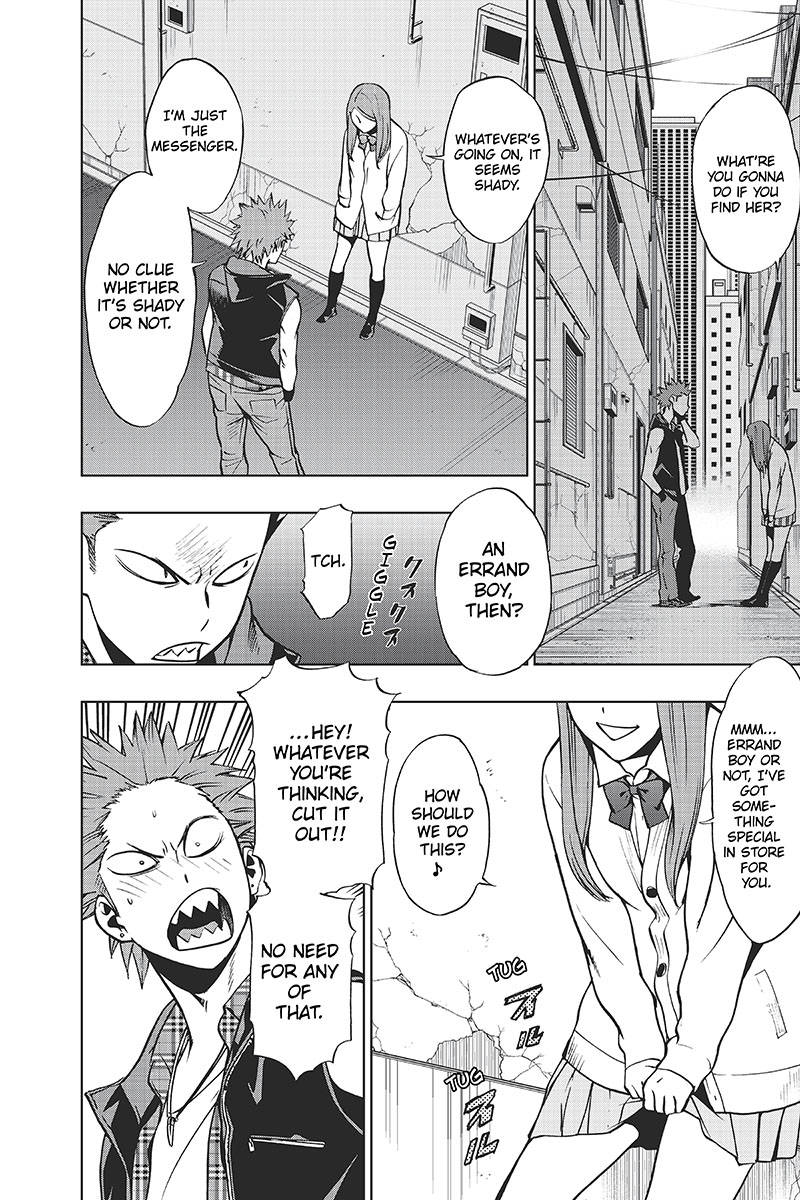 WHAT'RE
YOU GONNA
DO IF YOU
FIND HER?
WHATEVER'S
GOING ON, IT
SEEMS
SHADY.
I'M JUST
THE
MESSENGER.
NO CLUE
WHETHER
IT'S SHADY
OR NOT.
AN
ERRAND
BOY,
THEN?
クスクス
GIGGLE
TCH.
MMM...
ERRAND
BOY OR
NOT, I'VE
GOT
SOME-
THING
SPECIAL
IN STORE
FOR YOU.
HOW
SHOULD
WE DO
THIS?
♪
TUG
ズル
TUG
ズル
...HEY!
WHATEVER
YOU'RE
THINKING,
CUT IT
OUT!!
NO NEED
FOR ANY
OF
THAT.